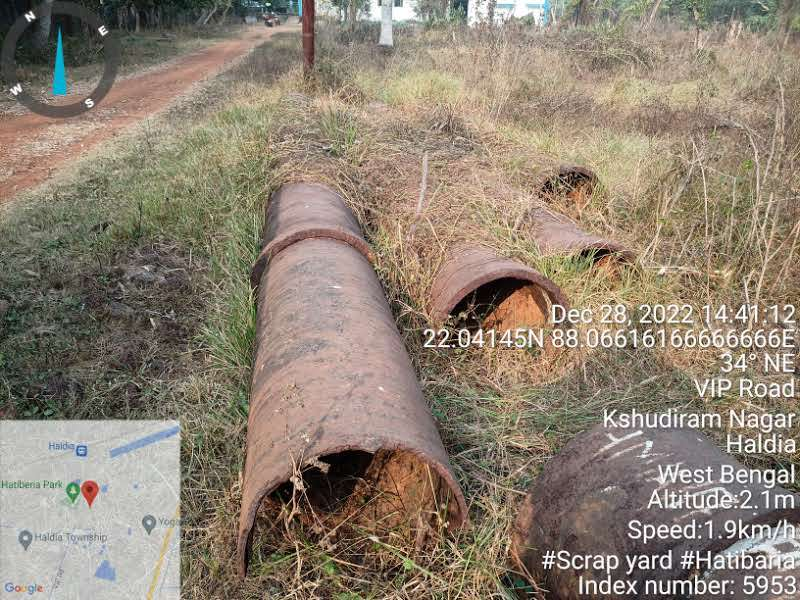 N
E
W
S
Dec 28, 2022 14:41:12
22.04145N 88.06616166666666E
34° NE
VIP Road
Kshudiram Nagar
Haldia
West Bengal
Altitude:2.1m
Speed:1.9km/h
#Scrap yard #Hatibaria
Index number: 5953
Haldia
Hatiberia Park
Haldia Township
Google